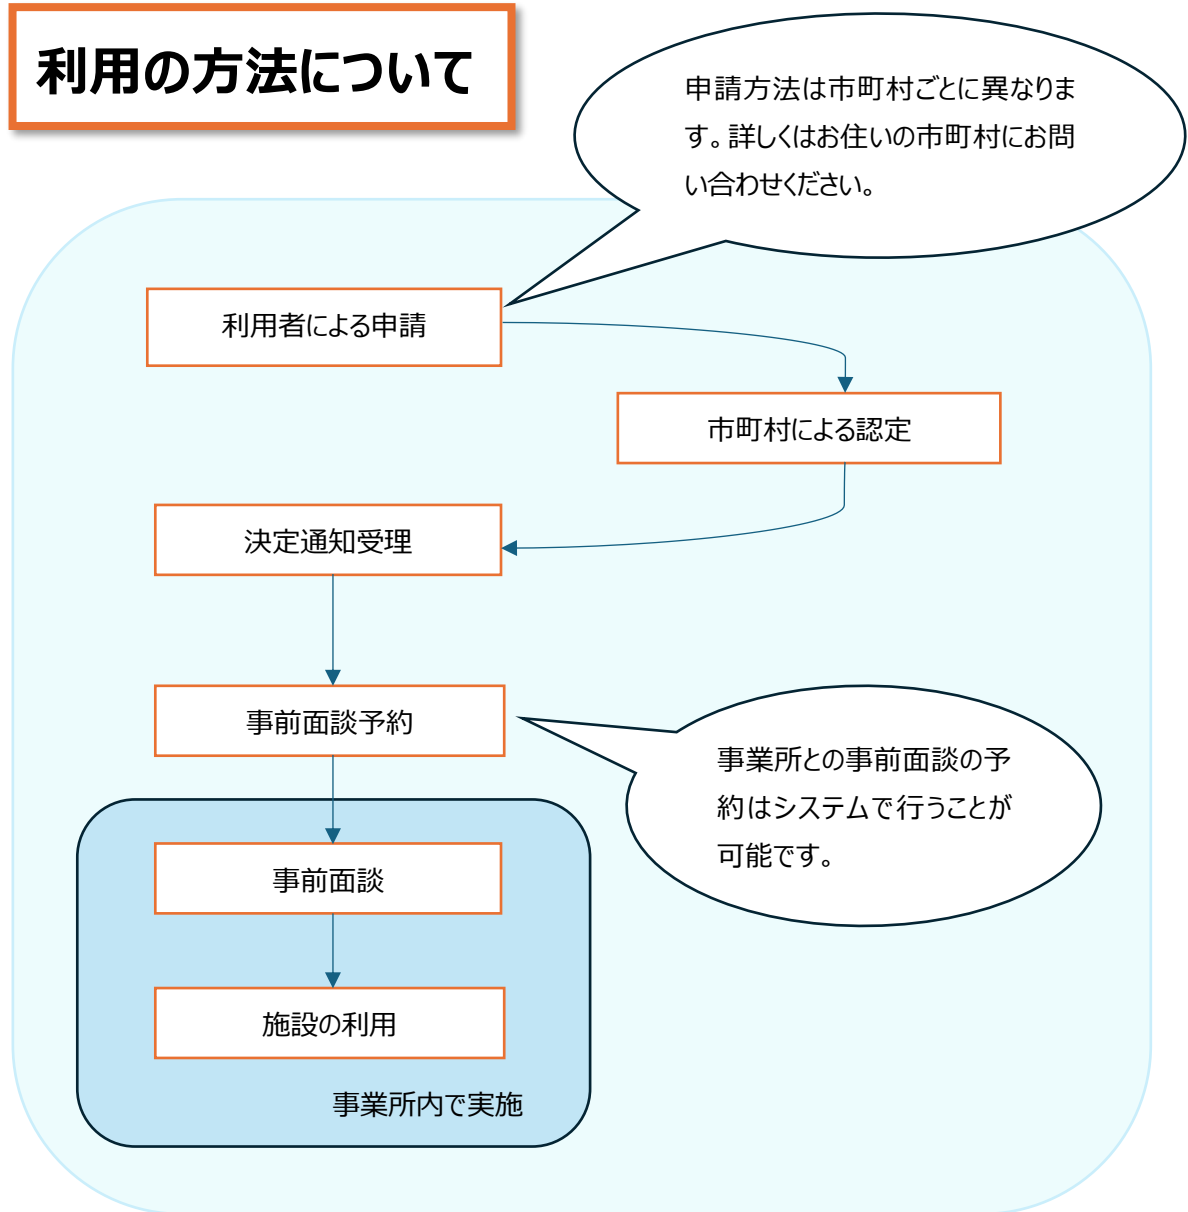 利用の方法について
申請方法は市町村ごとに異なりま
す。詳しくはお住いの市町村にお問
い合わせください。
利用者による申請
市町村による認定
決定通知受理
事前面談予約
事業所との事前面談の予
約はシステムで行うことが
可能です。
事前面談
施設の利用
事業所内で実施